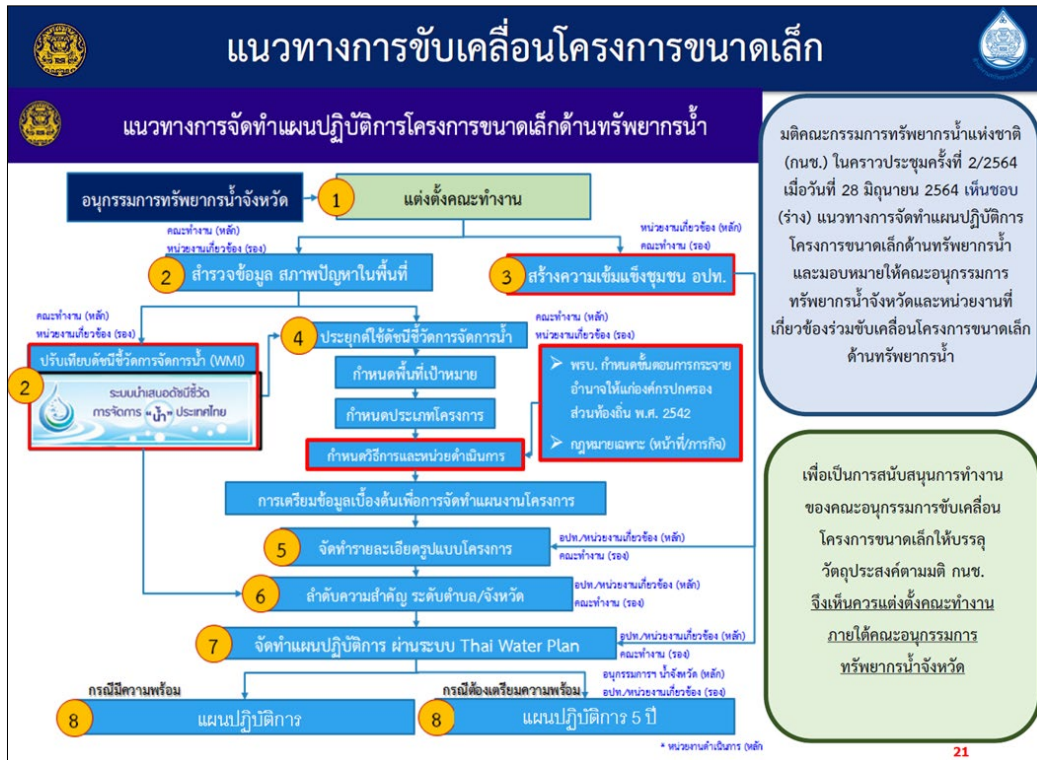 แนวทางการขับเคลื่อนโครงการขนาดเล็ก
แนวทางการจัดทำแผนปฏิบัติการโครงการขนาดเล็กด้านทรัพยากรน้ำ
อนุกรรมการทรัพยากรน้ำจังหวัด
1
แต่งตั้งคณะทำงาน
คณะทำงาน (หลัก)
หน่วยงานเกี่ยวข้อง (รอง)
หน่วยงานเกี่ยวข้อง (หลัก)
คณะทำงาน (รอง)
2
สำรวจข้อมูล สภาพปัญหาในพื้นที่
3
สร้างความเข้มแข็งชุมชน อปท.
คณะทำงาน (หลัก)
หน่วยงานเกี่ยวข้อง (รอง)
ปรับเทียบดัชนีชี้วัดการจัดการน้ำ (WMI)
2
ระบบนำเสนอดัชนีชี้วัด
การจัดการ "น้ำ" ประเทศไทย
4
ประยุกต์ใช้ดัชนีชี้วัดการจัดการน้ำ
คณะทำงาน (หลัก)
หน่วยงานเกี่ยวข้อง (รอง)
กำหนดพื้นที่เป้าหมาย
กำหนดประเภทโครงการ
กำหนดวิธีการและหน่วยดำเนินการ
➢ พรบ. กำหนดขั้นตอนการกระจาย
อำนาจให้แก่องค์กรปกครอง
ส่วนท้องถิ่น พ.ศ. 2542
➢ กฎหมายเฉพาะ (หน้าที่/ภารกิจ)
การเตรียมข้อมูลเบื้องต้นเพื่อการจัดทำแผนงานโครงการ
5
จัดทำรายละเอียดรูปแบบโครงการ
อปท./หน่วยงานเกี่ยวข้อง (หลัก)
คณะทำงาน (รอง)
6
ลำดับความสำคัญ ระดับตำบล/จังหวัด
อปท./หน่วยงานเกี่ยวข้อง (หลัก)
คณะทำงาน (รอง)
7
จัดทำแผนปฏิบัติการ ผ่านระบบ Thai Water Plan
อปท./หน่วยงานเกี่ยวข้อง (หลัก)
คณะทำงาน (รอง)
อนุกรรมการฯ น้ำจังหวัด (หลัก)
อปท./หน่วยงานเกี่ยวข้อง (รอง)
กรณีมีความพร้อม
8
แผนปฏิบัติการ
กรณีต้องเตรียมความพร้อม
8
แผนปฏิบัติการ 5 ปี
* หน่วยงานดำเนินการ (หลัก
มติคณะกรรมการทรัพยากรน้ำแห่งชาติ
(กนช.) ในคราวประชุมครั้งที่ 2/2564
เมื่อวันที่ 28 มิถุนายน 2564 เห็นชอบ
(ร่าง) แนวทางการจัดทำแผนปฏิบัติการ
โครงการขนาดเล็กด้านทรัพยากรน้ำ
และมอบหมายให้คณะอนุกรรมการ
ทรัพยากรน้ำจังหวัดและหน่วยงานที่
เกี่ยวข้องร่วมขับเคลื่อนโครงการขนาดเล็ก
ด้านทรัพยากรน้ำ
เพื่อเป็นการสนับสนุนการทำงาน
ของคณะอนุกรรมการขับเคลื่อน
โครงการขนาดเล็กให้บรรลุ
วัตถุประสงค์ตามมติ กนช.
จึงเห็นควรแต่งตั้งคณะทำงาน
ภายใต้คณะอนุกรรมการ
ทรัพยากรน้ำจังหวัด
21